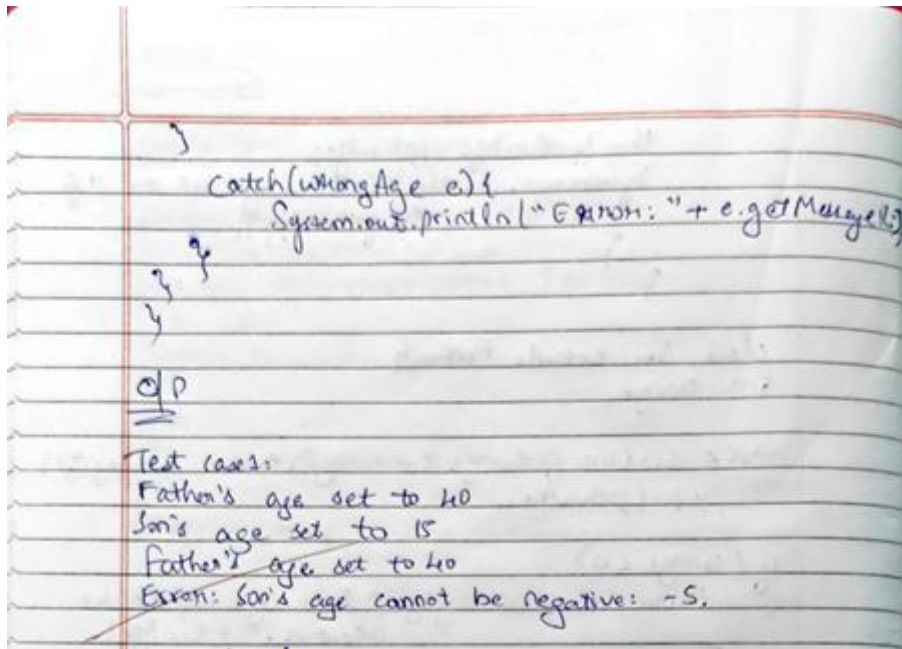 }
catch(WrongAge e){
System.out.println("Error: "+ e.getMessage();
}
}
}
O/P
Test cases:
Father's age set to 40
Son's age set to 15
Father's age set to 40
Error: Son's age cannot be negative: -5.